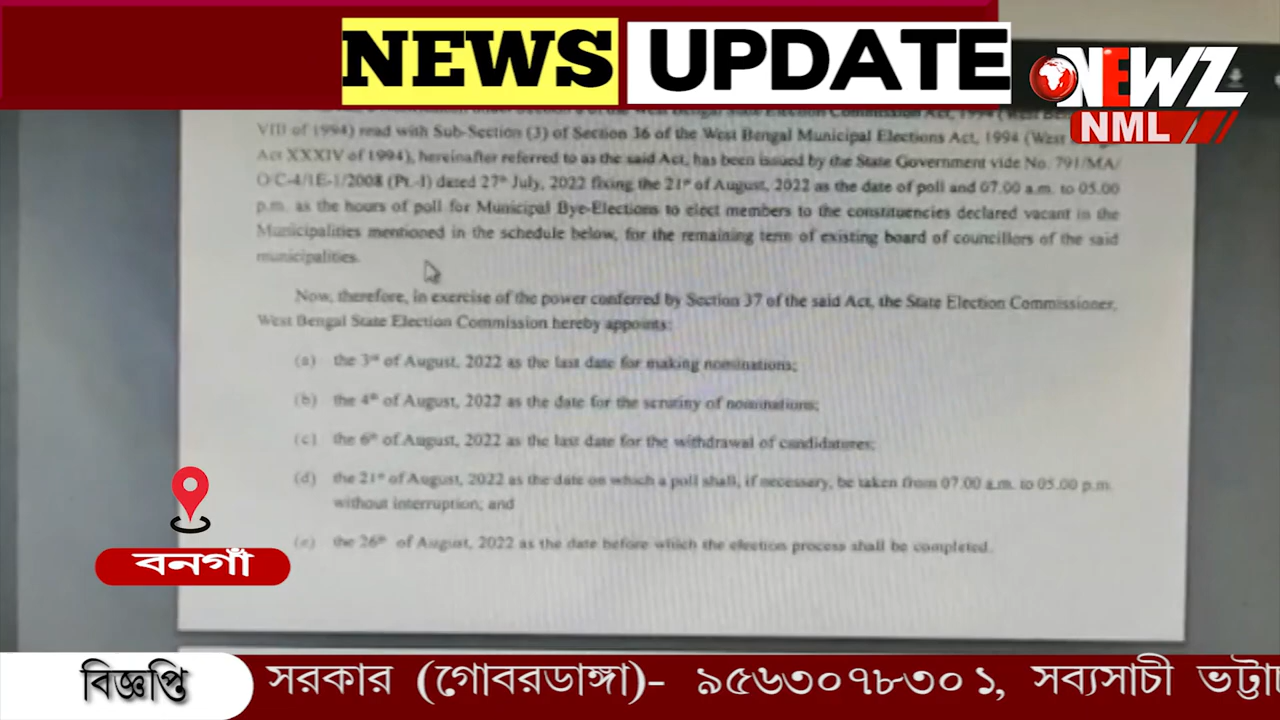 NEWS UPDATE
NEWZ
NML
VIII of 1994) read with Sub-Section (3) of Section 36 of the West Bengal Municipal Elections Act, 1994 (West
Act XXXIV of 1994), hereinafter referred to as the said Act, has been issued by the State Government vide No. 791/MA/
O/C-4/1E-1/2008 (Pt.-I) dated 27th July, 2022 fixing the 21st of August, 2022 as the date of poll and 07.00 a.m. to 05.00
p.m. as the hours of poll for Municipal Bye-Elections to elect members to the constituencies declared vacant in the
Municipalities mentioned in the schedule below, for the remaining term of existing board of councillors of the said
municipalities.
Now, therefore, in exercise of the power conferred by Section 37 of the said Act, the State Election Commissioner,
West Bengal State Election Commission hereby appoints:
(a) the 3rd of August, 2022 as the last date for making nominations;
(b) the 4th of August, 2022 as the date for the scrutiny of nominations;
(c) the 6th of August, 2022 as the last date for the withdrawal of candidatures;
(d) the 21st of August, 2022 as the date on which a poll shall, if necessary, be taken from 07.00 a.m. to 05.00 p.m.
without interruption; and
(e) the 26th of August, 2022 as the date before which the election process shall be completed.
বনগাঁ
বিজ্ঞপ্তি
সরকার (গোবরডাঙ্গা)- ৯৫৬৩০৭৮৩০১, সব্যসাচী ভট্টাচ